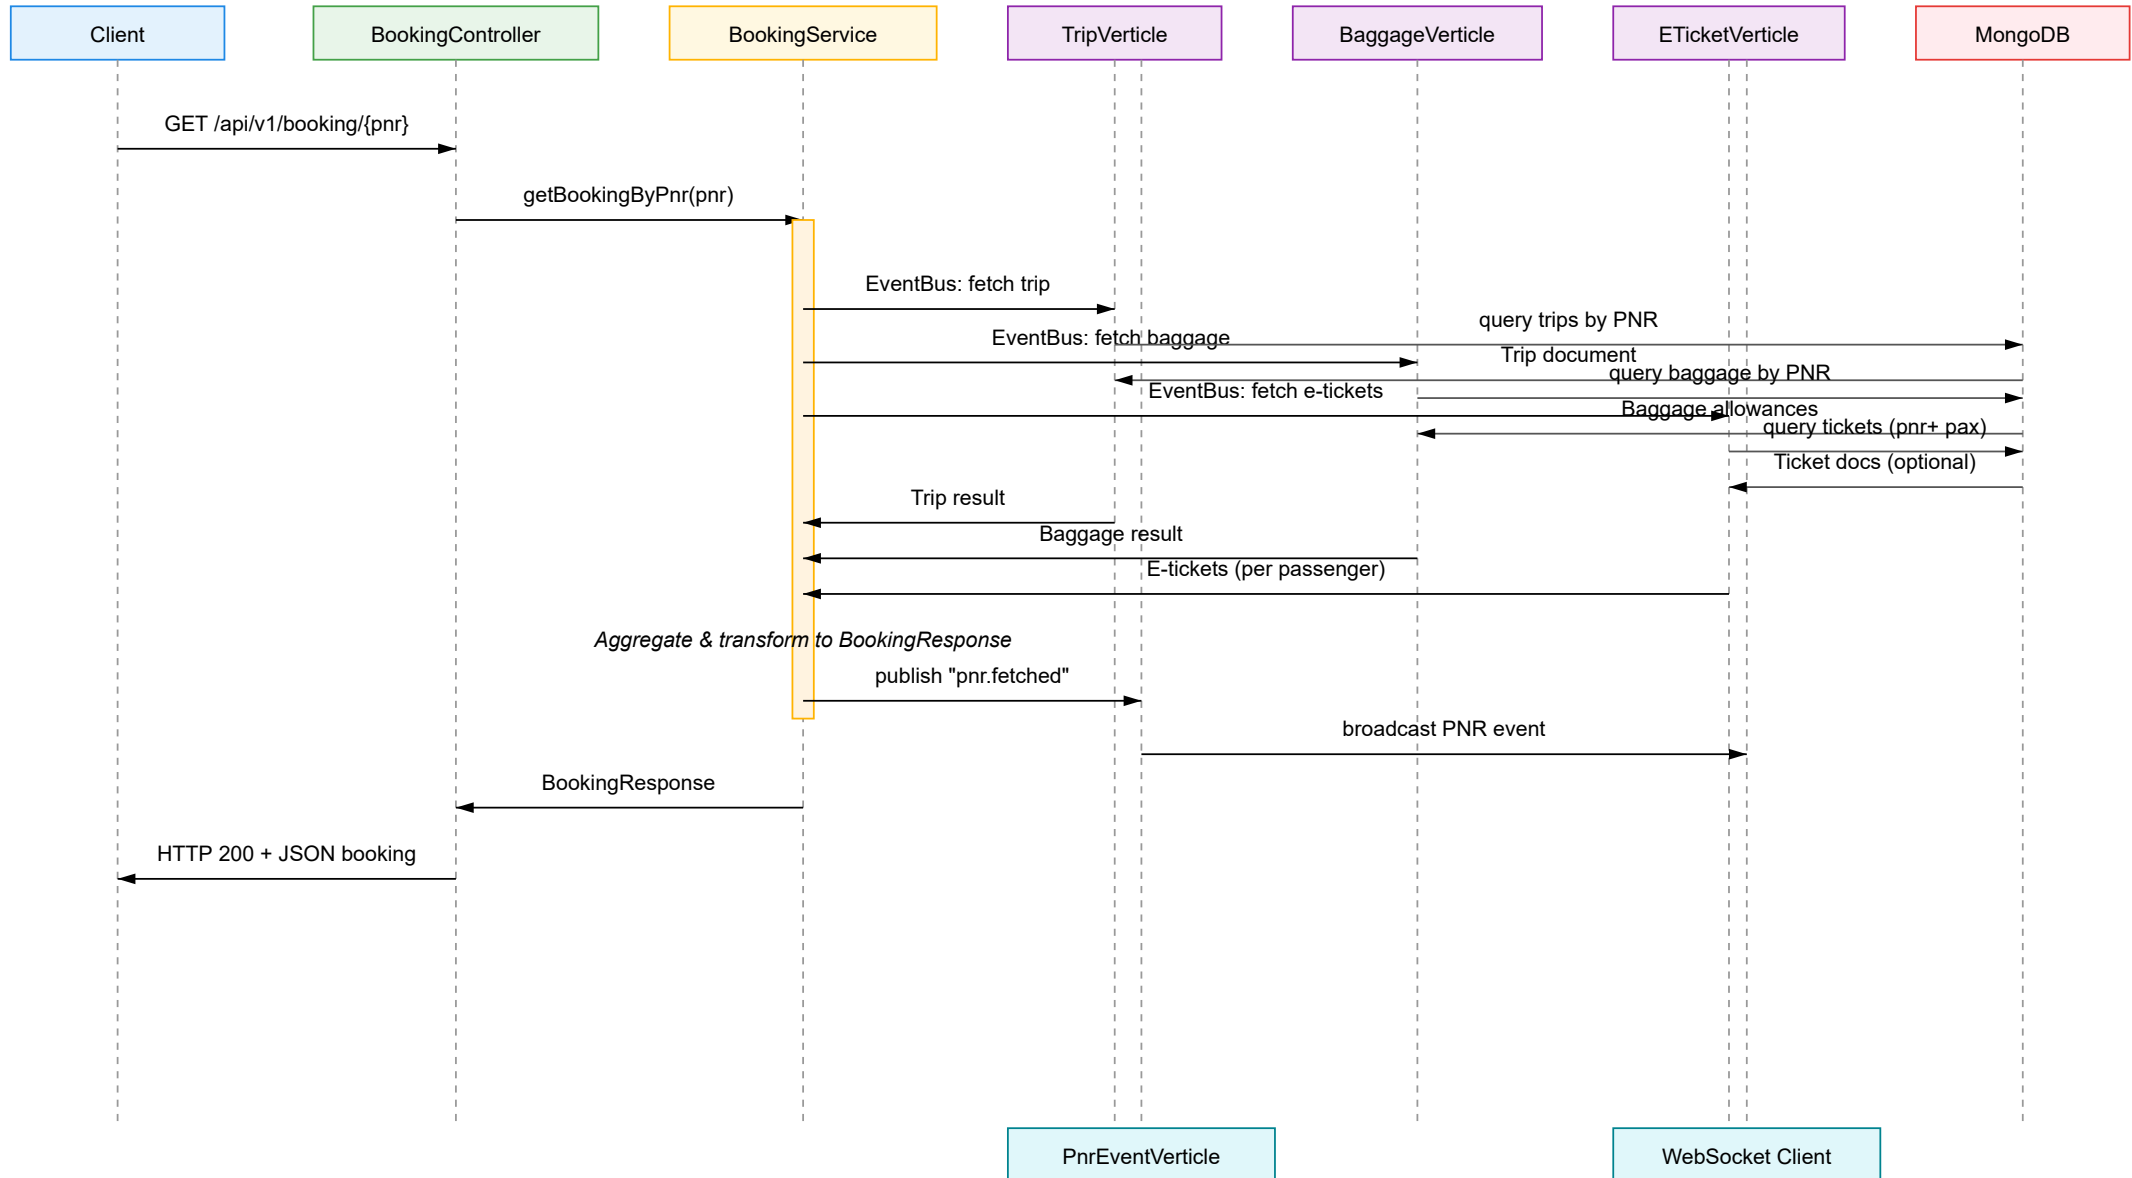 Client
BookingController
BookingService
TripVerticle
BaggageVerticle
ETicketVerticle
MongoDB
GET /api/v1/booking/{pnr}
getBookingByPnr(pnr)
EventBus: fetch trip
query trips by PNR
EventBus: fetch baggage
Trip document
query baggage by PNR
EventBus: fetch e-tickets
Baggage allowances
query tickets (pnr+ pax)
Ticket docs (optional)
Trip result
Baggage result
E-tickets (per passenger)
Aggregate & transform to BookingResponse
publish "pnr.fetched"
broadcast PNR event
BookingResponse
HTTP 200 + JSON booking
PnrEventVerticle
WebSocket Client